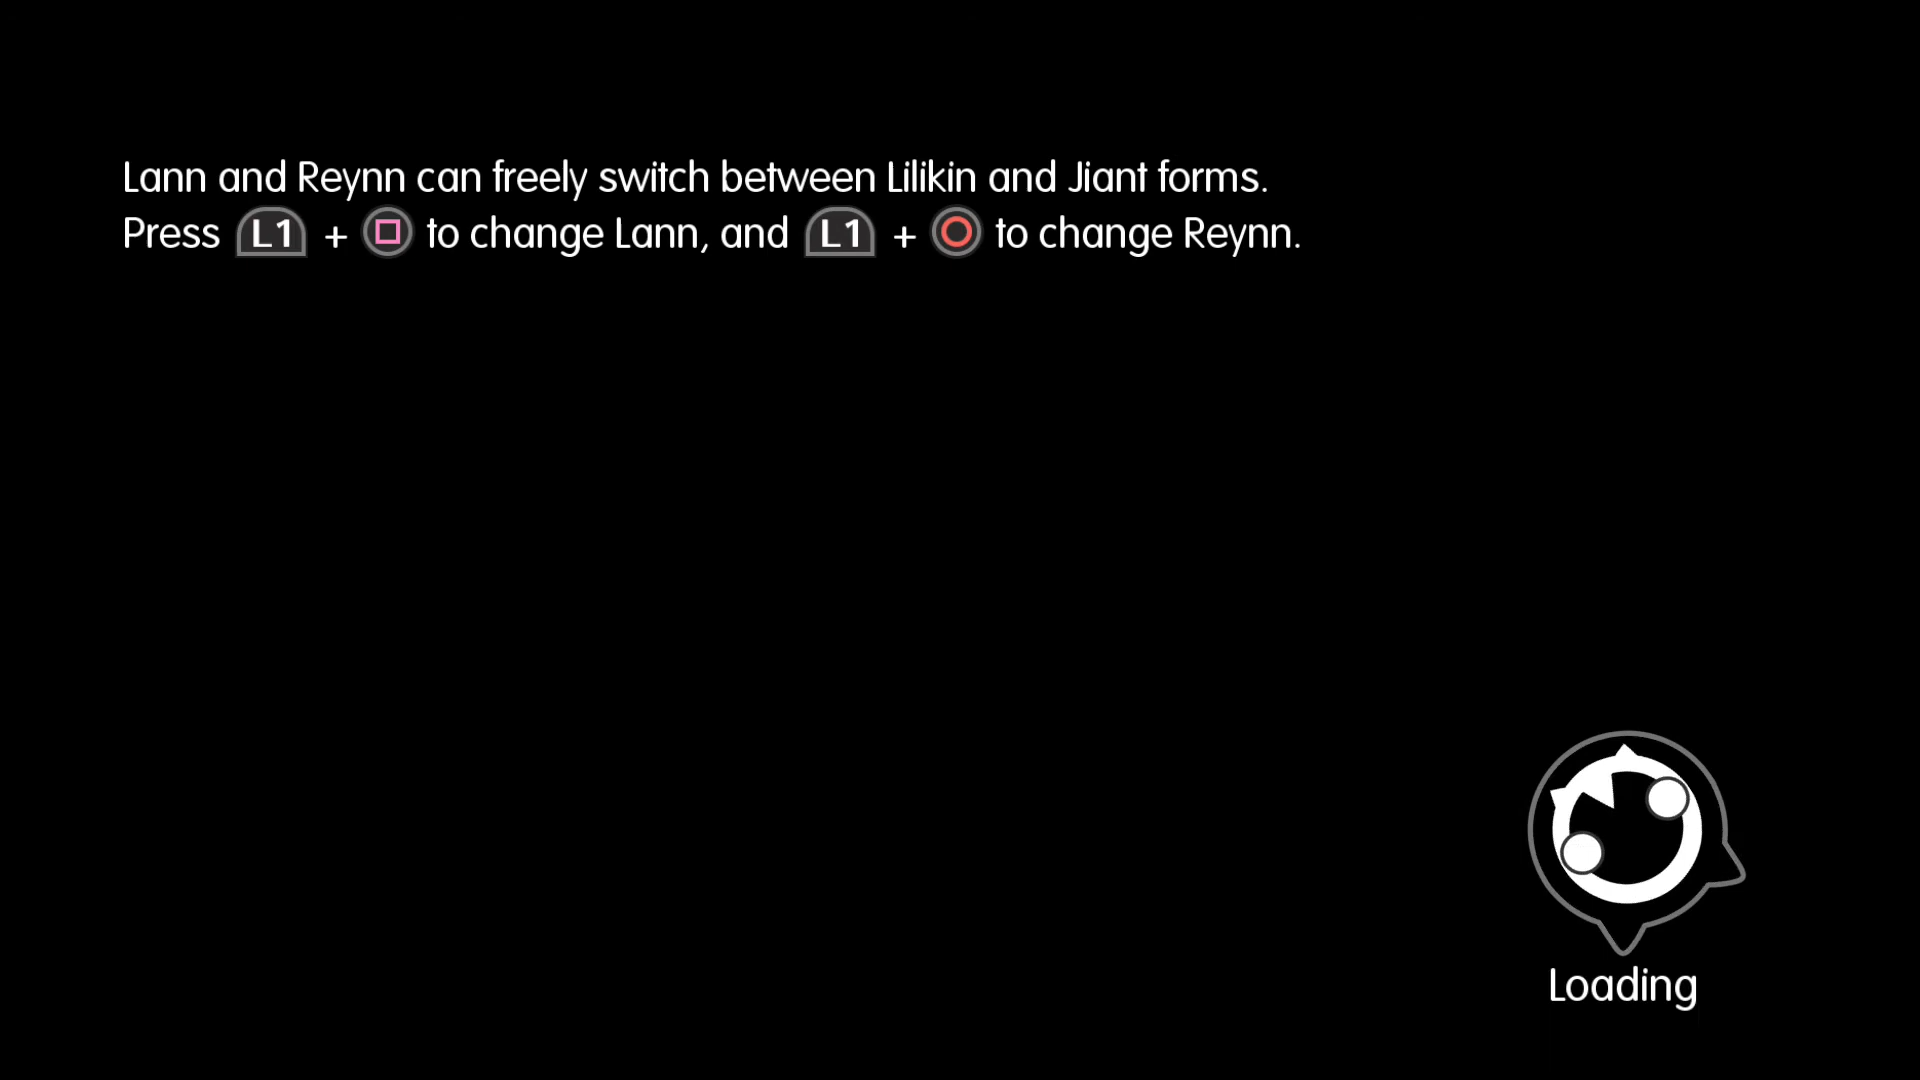 Lann and Reynn can freely switch between Lilikin and Jiant forms.
Press L1 + □ to change Lann, and L1 + ○ to change Reynn.
Loading